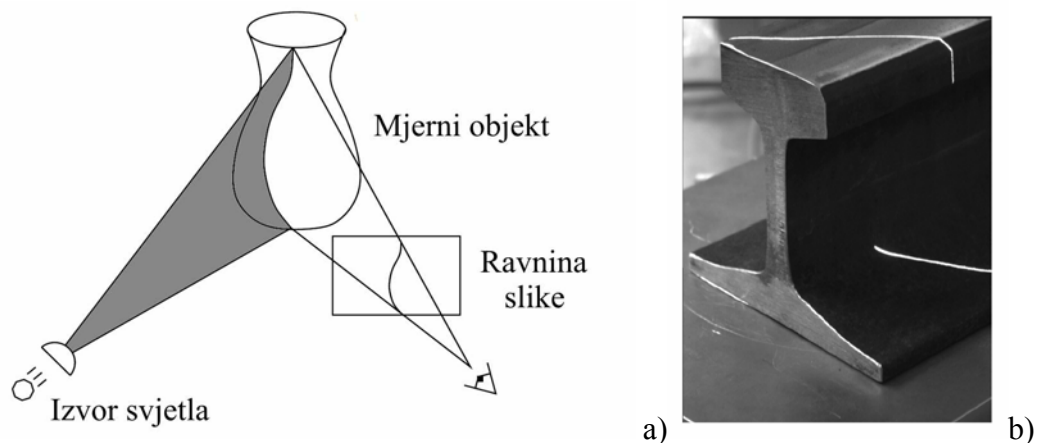 Mjerni objekt
Ravnina
slike
Izvor svjetla
a)
b)